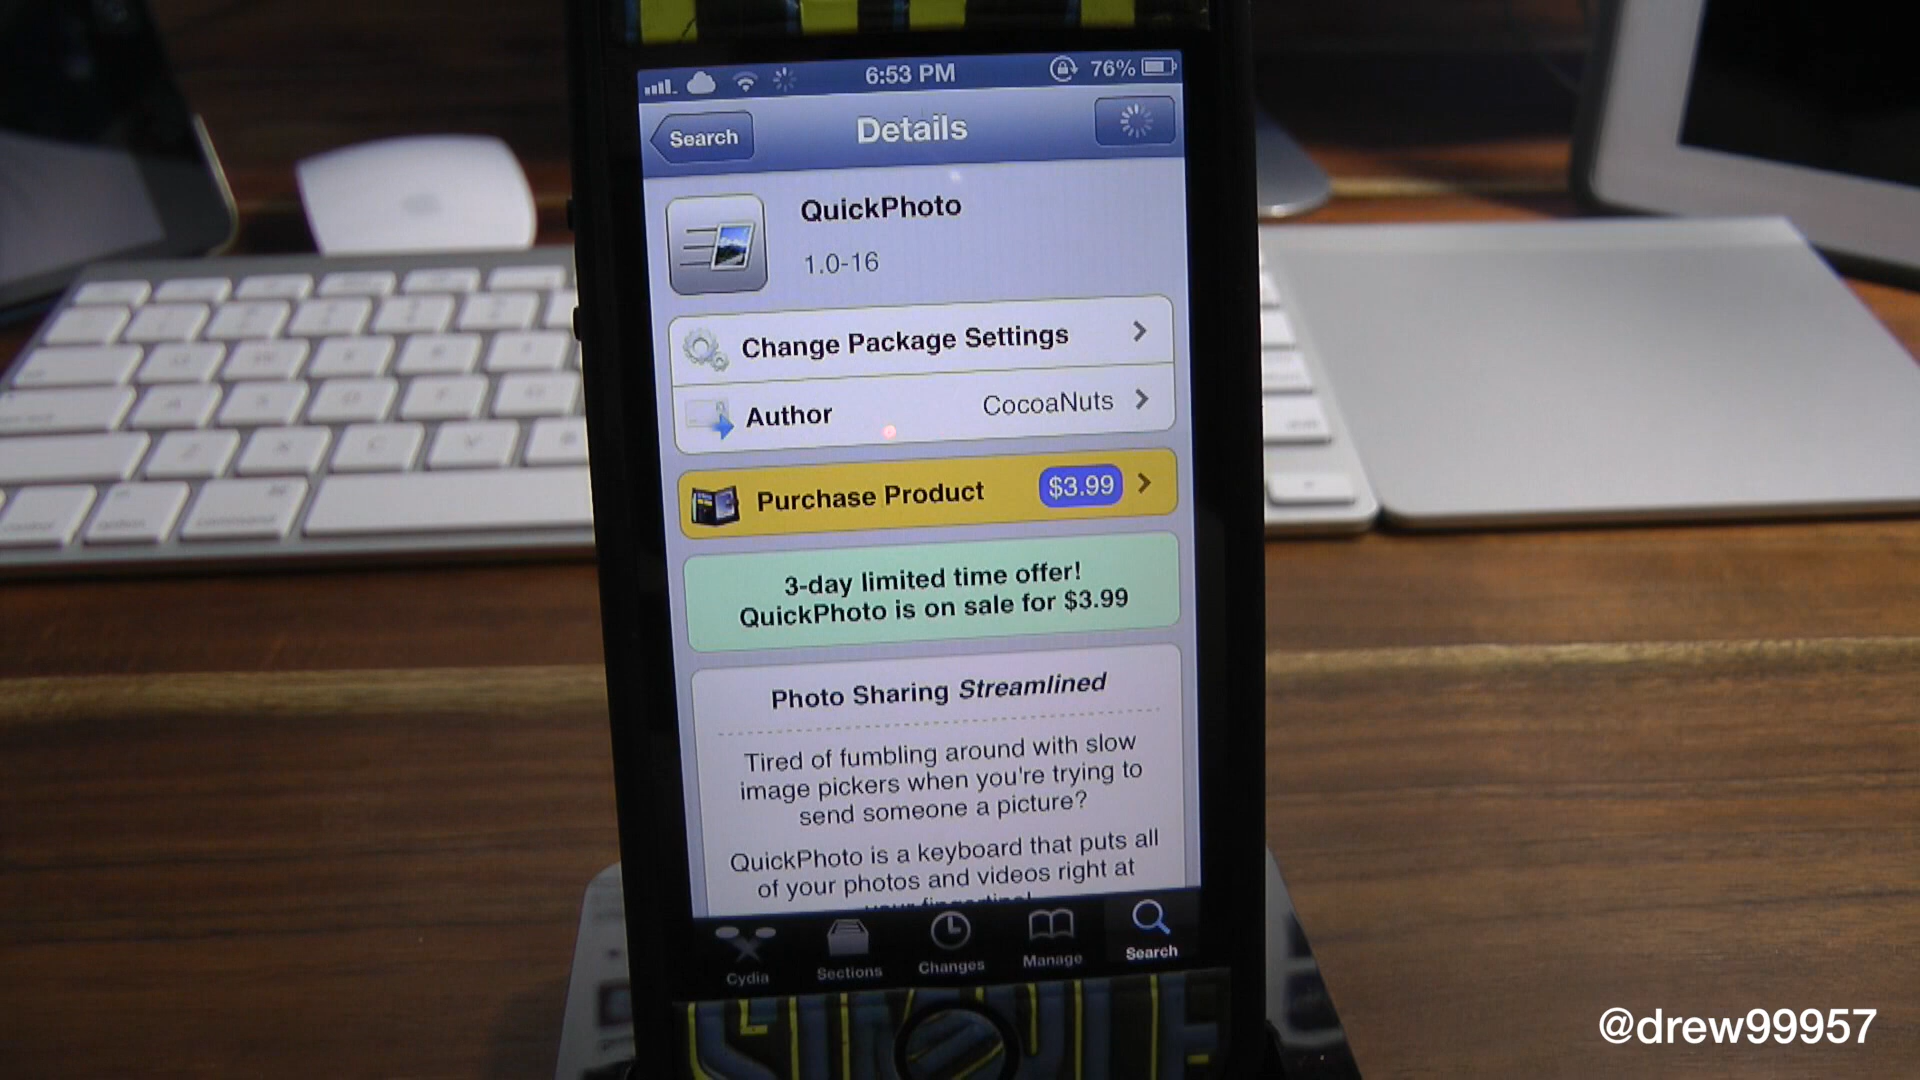 6:53 PM
76%
Search
Details
QuickPhoto
1.0-16
Change Package Settings
Author
CocoaNuts
Purchase Product
$3.99
3-day limited time offer!
QuickPhoto is on sale for $3.99
Photo Sharing Streamlined
Tired of fumbling around with slow
image pickers when you're trying to
send someone a picture?
QuickPhoto is a keyboard that puts all
of your photos and videos right at
Cydia
Sections
Changes
Manage
Search
@drew99957